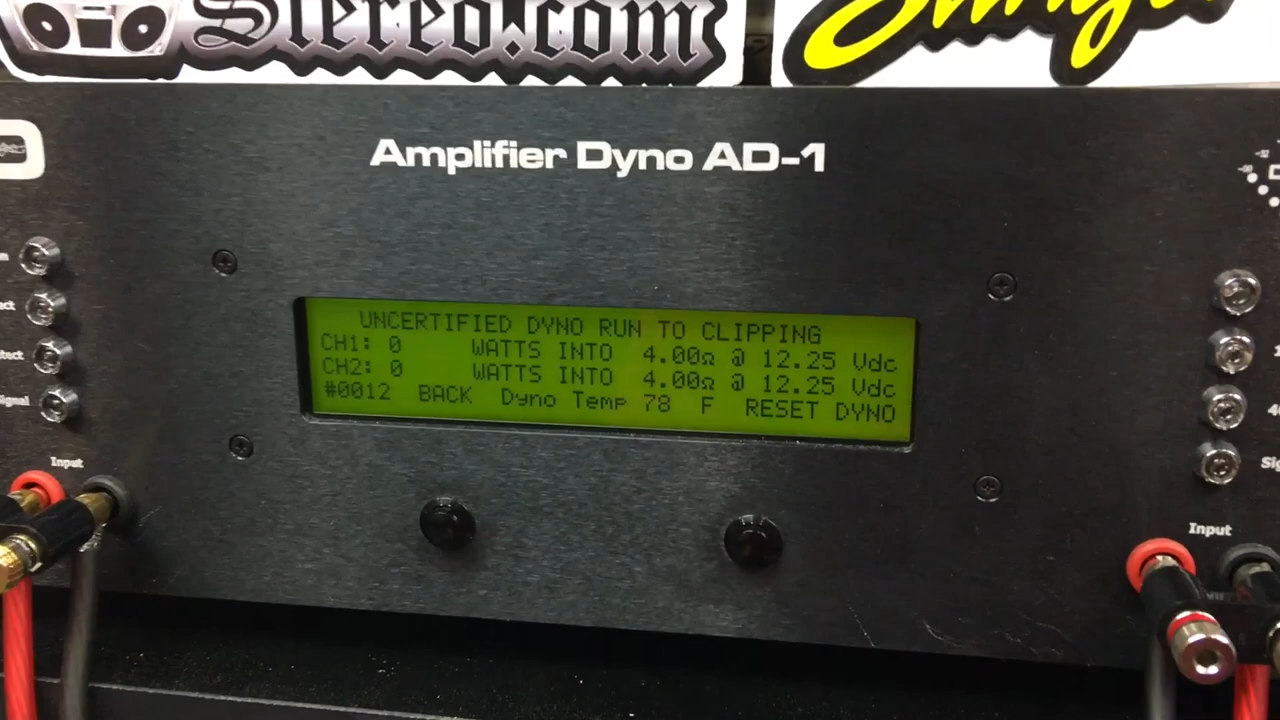 Stereo.com
Amplifier Dyno AD-1
UNCERTIFIED DYNO RUN TO CLIPPING
CH1: 0 WATTS INTO 4.00Ω @ 12.25 Vdc
CH2: 0 WATTS INTO 4.00Ω @ 12.25 Vdc
#0012 BACK Dyno Temp 78 F RESET DYNO
Input
Input